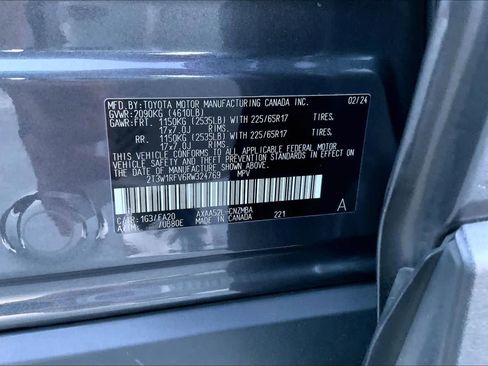 MFD.BY:TOYOTA MOTOR MANUFACTURING CANADA INC. 02/24
GVWR:2090KG (4610LB)
GAWR:FRT. 1150KG (2535LB) WITH 225/65R17 TIRES,
17x7.0J RIMS,
RR. 1150KG (2535LB) WITH 225/65R17 TIRES,
17x7.0J RIMS.
THIS VEHICLE CONFORMS TO ALL APPLICABLE FEDERAL
MOTOR VEHICLE SAFETY, BUMPER, AND THEFT
PREVENTION STANDARDS IN EFFECT ON THE DATE
OF MANUFACTURE SHOWN ABOVE.
2T3W1RFV6RW324769 MPV
C/TR:1G3/EA20 AXAA52L- 221 A
MADE IN CANADA